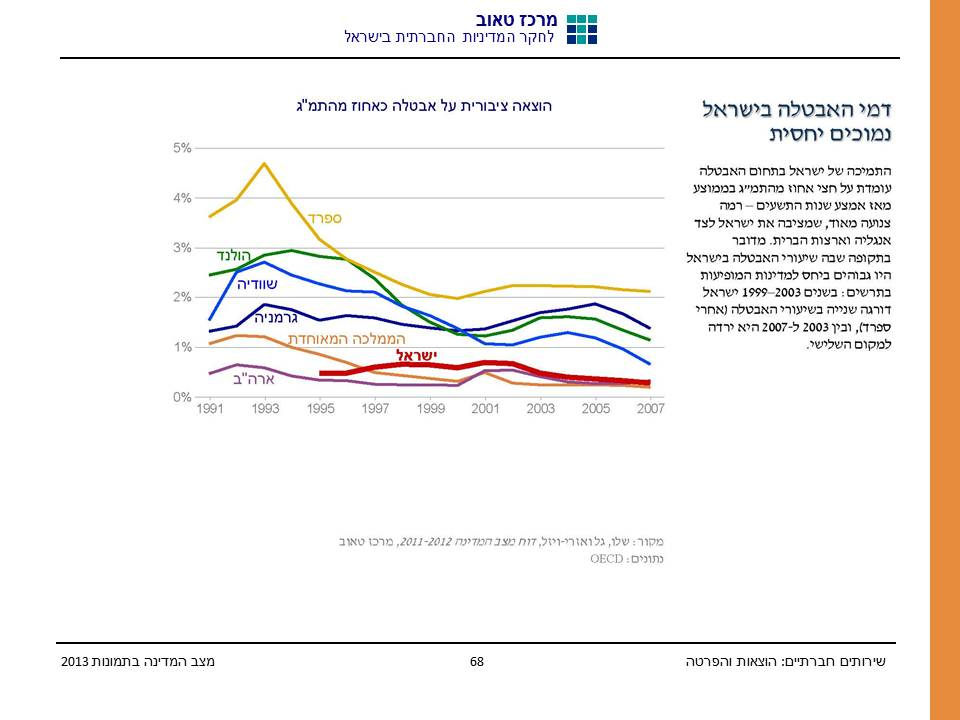 מרכז טאוב
לחקר המדיניות החברתית בישראל
דמי האבטלה בישראל
נמוכים יחסית
התמיכה של ישראל בתחום האבטלה
עומדת על חצי אחוז מהתמ״ג בממוצע
מאז אמצע שנות התשעים – רמה
צנועה מאוד, שמציבה את ישראל לצד
אנגליה וארצות הברית. מדובר
בתקופה שבה שיעורי האבטלה בישראל
היו גבוהים ביחס למדינות המופיעות
בתרשים: בשנים 2003–1999 ישראל
דורגה שנייה בשיעורי האבטלה (אחרי
ספרד), ובין 2003 ל-2007 היא ירדה
למקום השלישי.
הוצאה ציבורית על אבטלה כאחוז מהתמ"ג
5%
4%
3%
2%
1%
0%
ספרד
הולנד
שוודיה
גרמניה
הממלכה המאוחדת
ישראל
ארה"ב
1991 1993 1995 1997 1999 2001 2003 2005 2007
מקור: שלו, גל ואזרי-ויזל, דוח מצב המדינה 2011-2012, מרכז טאוב
נתונים: OECD
שירותים חברתיים: הוצאות והפרטה 68 מצב המדינה בתמונות 2013